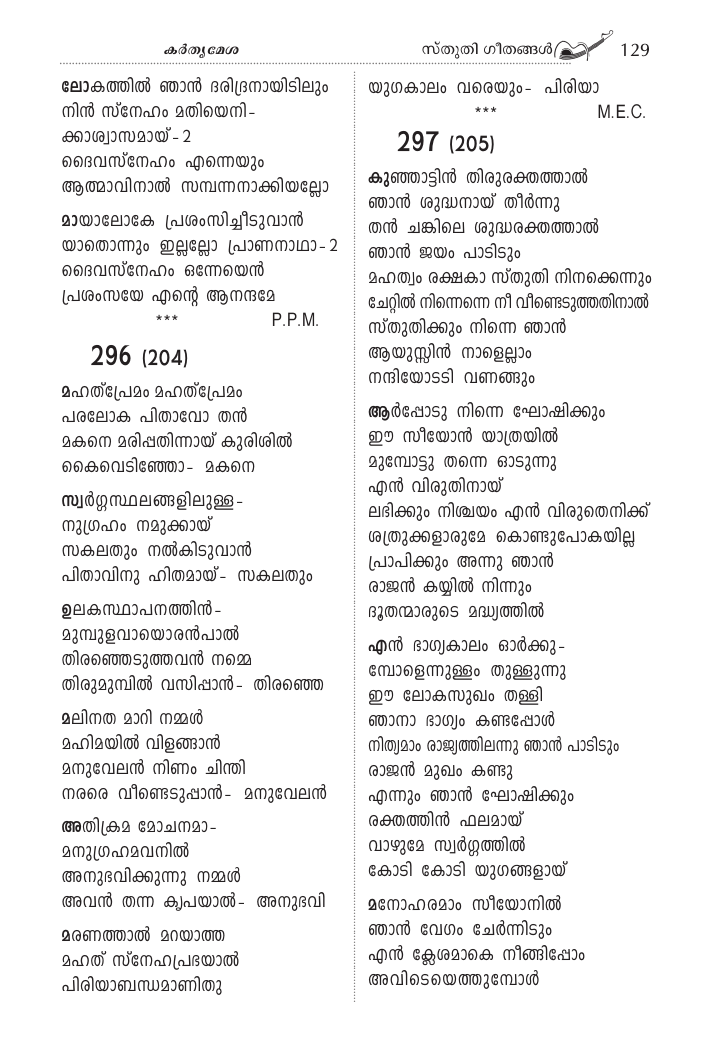 കർതൃമേശ
സ്തുതി ഗീതങ്ങൾ 129
ലോകത്തിൽ ഞാൻ ദരിദ്രനായിടിലും
നിൻ സ്നേഹം മതിയെനി-
ക്കാശ്വാസമായ്-2
ദൈവസ്നേഹം എന്നെയും
ആത്മാവിനാൽ സമ്പന്നനാക്കിയല്ലോ
മായാലോകേ പ്രശംസിച്ചീടുവാൻ
യാതൊന്നും ഇല്ലല്ലോ പ്രാണനാഥാ-2
ദൈവസ്നേഹം ഒന്നേയെൻ
പ്രശംസയേ എന്റെ ആനന്ദമേ
*** P.P.M.
296 (204)
മഹത്പ്രേമം മഹത്പ്രേമം
പരലോക പിതാവോ തൻ
മകനെ മരിപ്പതിന്നായ് കുരിശിൽ
കൈവെടിഞ്ഞോ- മകനെ
സ്വർഗ്ഗസ്ഥലങ്ങളിലുള്ള-
നുഗ്രഹം നമുക്കായ്
സകലതും നൽകിടുവാൻ
പിതാവിനു ഹിതമായ്- സകലതും
ഉലകസ്ഥാപനത്തിൻ-
മുമ്പുളവായൊരൻപാൽ
തിരഞ്ഞെടുത്തവൻ നമ്മെ
തിരുമുമ്പിൽ വസിപ്പാൻ- തിരഞ്ഞെ
മലിനത മാറി നമ്മൾ
മഹിമയിൽ വിളങ്ങാൻ
മനുവേലൻ നിണം ചിന്തി
നരരെ വീണ്ടെടുപ്പാൻ- മനുവേലൻ
അതിക്രമ മോചനമാ-
മനുഗ്രഹമവനിൽ
അനുഭവിക്കുന്നു നമ്മൾ
അവൻ തന്ന കൃപയാൽ- അനുഭവി
മരണത്താൽ മറയാത്ത
മഹത് സ്നേഹപ്രഭയാൽ
പിരിയാബന്ധമാണിതു
യുഗകാലം വരെയും- പിരിയാ
*** M.E.C.
297 (205)
കുഞ്ഞാട്ടിൻ തിരുരക്തത്താൽ
ഞാൻ ശുദ്ധനായ് തീർന്നു
തൻ ചങ്കിലെ ശുദ്ധരക്തത്താൽ
ഞാൻ ജയം പാടിടും
മഹത്വം രക്ഷകാ സ്തുതി നിനക്കെന്നും
ചേറ്റിൽ നിന്നെന്നെ നീ വീണ്ടെടുത്തതിനാൽ
സ്തുതിക്കും നിന്നെ ഞാൻ
ആയുസ്സിൻ നാളെല്ലാം
നന്ദിയോടടി വണങ്ങും
ആർപ്പോടു നിന്നെ ഘോഷിക്കും
ഈ സീയോൻ യാത്രയിൽ
മുമ്പോട്ടു തന്നെ ഓടുന്നു
എൻ വിരുതിനായ്
ലഭിക്കും നിശ്ചയം എൻ വിരുതെനിക്ക്
ശത്രുക്കളാരുമേ കൊണ്ടുപോകയില്ല
പ്രാപിക്കും അന്നു ഞാൻ
രാജൻ കയ്യിൽ നിന്നും
ദൂതന്മാരുടെ മദ്ധ്യത്തിൽ
എൻ ഭാഗ്യകാലം ഓർക്കു-
മ്പോളെന്നുള്ളം തുള്ളുന്നു
ഈ ലോകസുഖം തള്ളി
ഞാനാ ഭാഗ്യം കണ്ടപ്പോൾ
നിത്യമാം രാജ്യത്തിലന്നു ഞാൻ പാടിടും
രാജൻ മുഖം കണ്ടു
എന്നും ഞാൻ ഘോഷിക്കും
രക്തത്തിൻ ഫലമായ്
വാഴുമേ സ്വർഗ്ഗത്തിൽ
കോടി കോടി യുഗങ്ങളായ്
മനോഹരമാം സീയോനിൽ
ഞാൻ വേഗം ചേർന്നിടും
എൻ ക്ലേശമാകെ നീങ്ങിപ്പോം
അവിടെയെത്തുമ്പോൾ